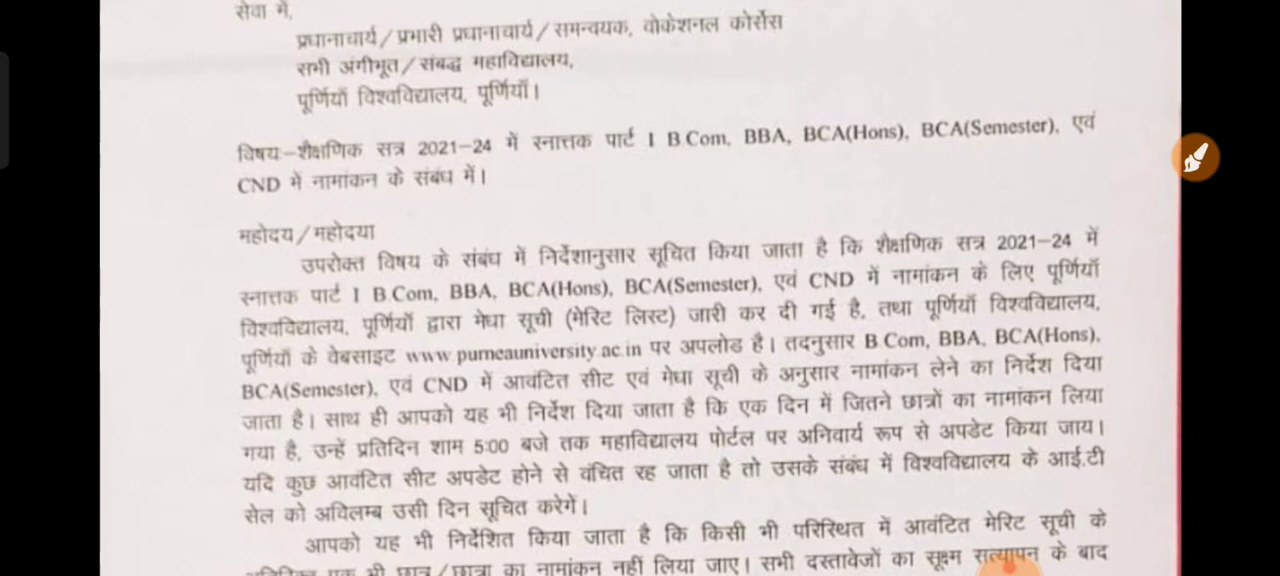 सेवा में,
प्रधानाचार्य/प्रभारी प्रधानाचार्य/समन्वयक, वोकेशनल कोर्सेस
सभी अंगीभूत/संबद्ध महाविद्यालय,
पूर्णियाँ विश्वविद्यालय, पूर्णियाँ।
विषय–शैक्षणिक सत्र 2021–24 में स्नात्तक पार्ट I B.Com, BBA, BCA(Hons), BCA(Semester), एवं
CND में नामांकन के संबंध में।
महोदय/महोदया
उपरोक्त विषय के संबंध में निर्देशानुसार सूचित किया जाता है कि शैक्षणिक सत्र 2021–24 में
स्नात्तक पार्ट I B.Com, BBA, BCA(Hons), BCA(Semester), एवं CND में नामांकन के लिए पूर्णियाँ
विश्वविद्यालय, पूर्णियाँ द्वारा मेधा सूची (मेरिट लिस्ट) जारी कर दी गई है, तथा पूर्णियाँ विश्वविद्यालय,
पूर्णियाँ के वेबसाइट www.purneauniversity.ac.in पर अपलोड है। तदनुसार B.Com, BBA, BCA(Hons),
BCA(Semester), एवं CND में आवंटित सीट एवं मेधा सूची के अनुसार नामांकन लेने का निर्देश दिया
जाता है। साथ ही आपको यह भी निर्देश दिया जाता है कि एक दिन में जितने छात्रों का नामांकन लिया
गया है, उन्हें प्रतिदिन शाम 5:00 बजे तक महाविद्यालय पोर्टल पर अनिवार्य रूप से अपडेट किया जाय।
यदि कुछ आवंटित सीट अपडेट होने से वंचित रह जाता है तो उसके संबंध में विश्वविद्यालय के आई.टी
सेल को अविलम्ब उसी दिन सूचित करेगें।
आपको यह भी निर्देशित किया जाता है कि किसी भी परिस्थित में आवंटित मेरिट सूची के
एक भी छात्र/छात्रा का नामांकन नहीं लिया जाए। सभी दस्तावेजों का सूक्ष्म सत्यापन के बाद